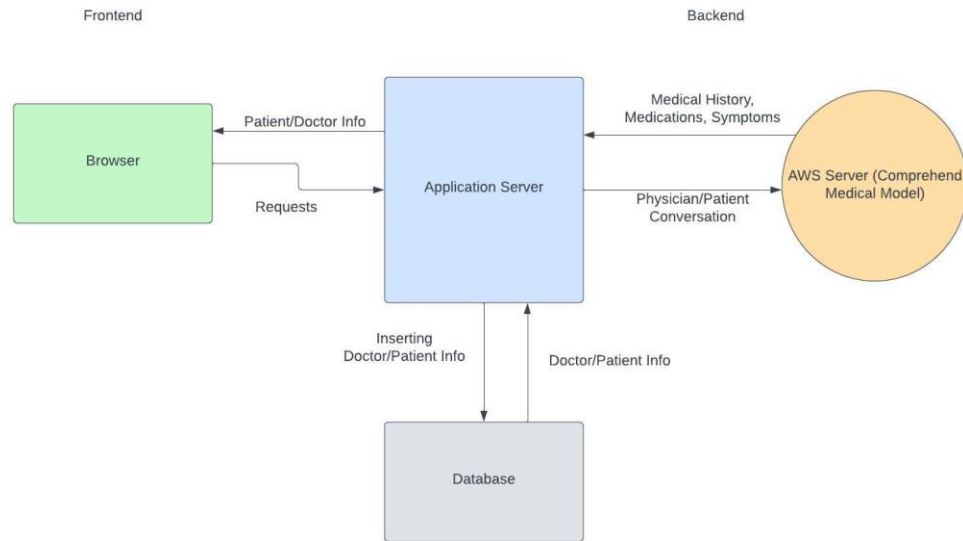 Frontend
Backend
Patient/Doctor Info
Browser
Requests
Application Server
Medical History,
Medications, Symptoms
AWS Server (Comprehend
Medical Model)
Physician/Patient
Conversation
Inserting
Doctor/Patient Info
Doctor/Patient Info
Database